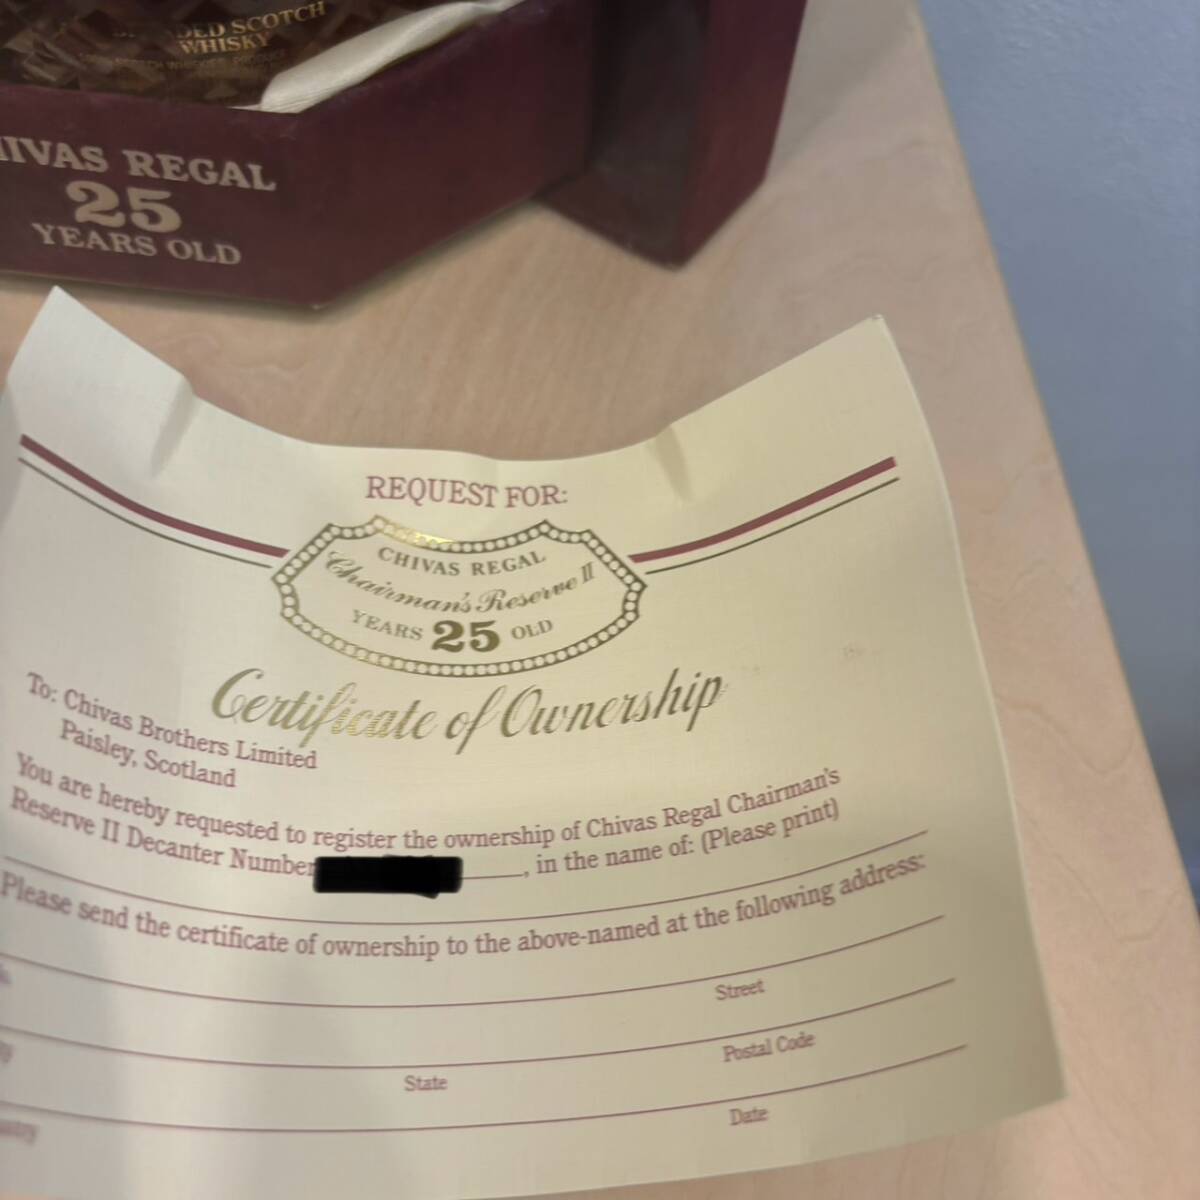 BLENDED SCOTCH
WHISKY
IVAS REGAL
25
YEARS OLD
REQUEST FOR:
CHIVAS REGAL
Chairman's Reserve II
YEARS 25 OLD
Certificate of Ownership
To: Chivas Brothers Limited
Paisley, Scotland
You are hereby requested to register the ownership of Chivas Regal Chairman's
Reserve II Decanter Number , in the name of: (Please print)
Please send the certificate of ownership to the above-named at the following address:
Street
State Postal Code
Date